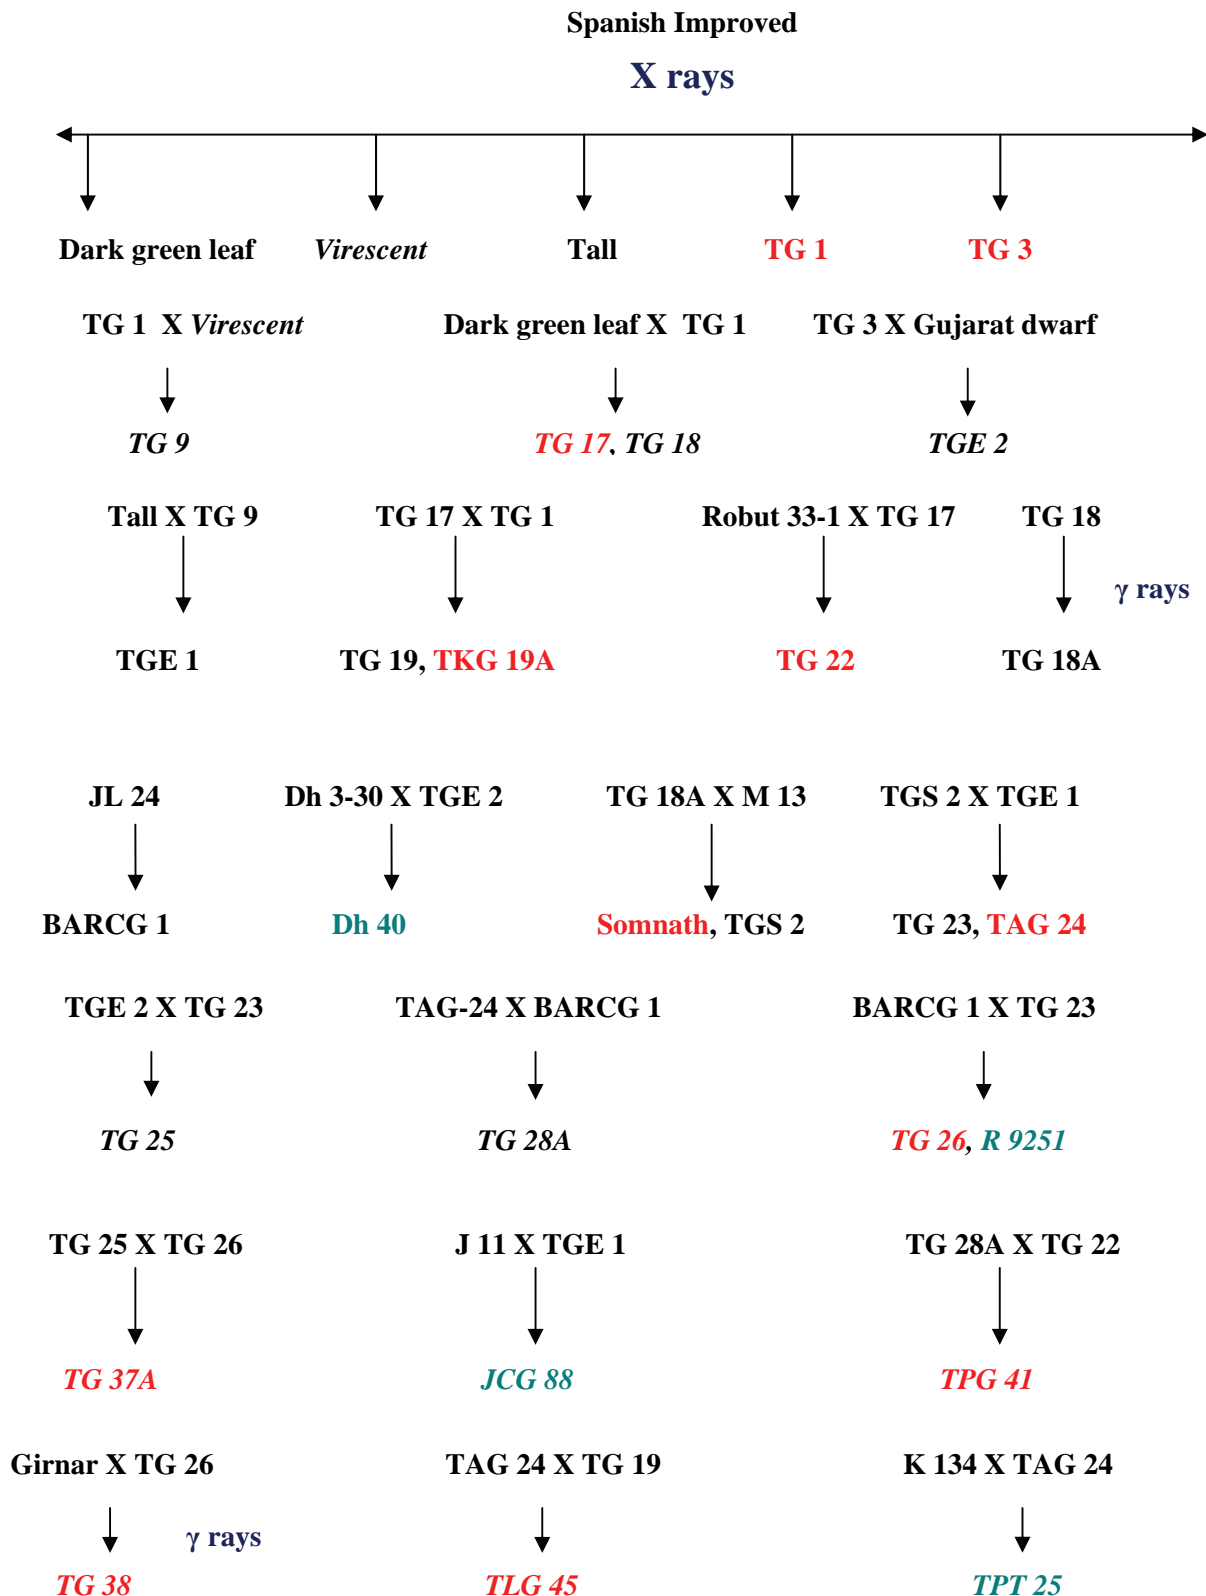 Spanish Improved
X rays
Dark green leaf Virescent Tall TG 1 TG 3
TG 1 X Virescent Dark green leaf X TG 1 TG 3 X Gujarat dwarf
TG 9 TG 17, TG 18 TGE 2
Tall X TG 9 TG 17 X TG 1 Robut 33-1 X TG 17 TG 18
γ rays
TGE 1 TG 19, TKG 19A TG 22 TG 18A
JL 24 Dh 3-30 X TGE 2 TG 18A X M 13 TGS 2 X TGE 1
BARCG 1 Dh 40 Somnath, TGS 2 TG 23, TAG 24
TGE 2 X TG 23 TAG-24 X BARCG 1 BARCG 1 X TG 23
TG 25 TG 28A TG 26, R 9251
TG 25 X TG 26 J 11 X TGE 1 TG 28A X TG 22
TG 37A JCG 88 TPG 41
Girnar X TG 26 TAG 24 X TG 19 K 134 X TAG 24
γ rays
TG 38 TLG 45 TPT 25